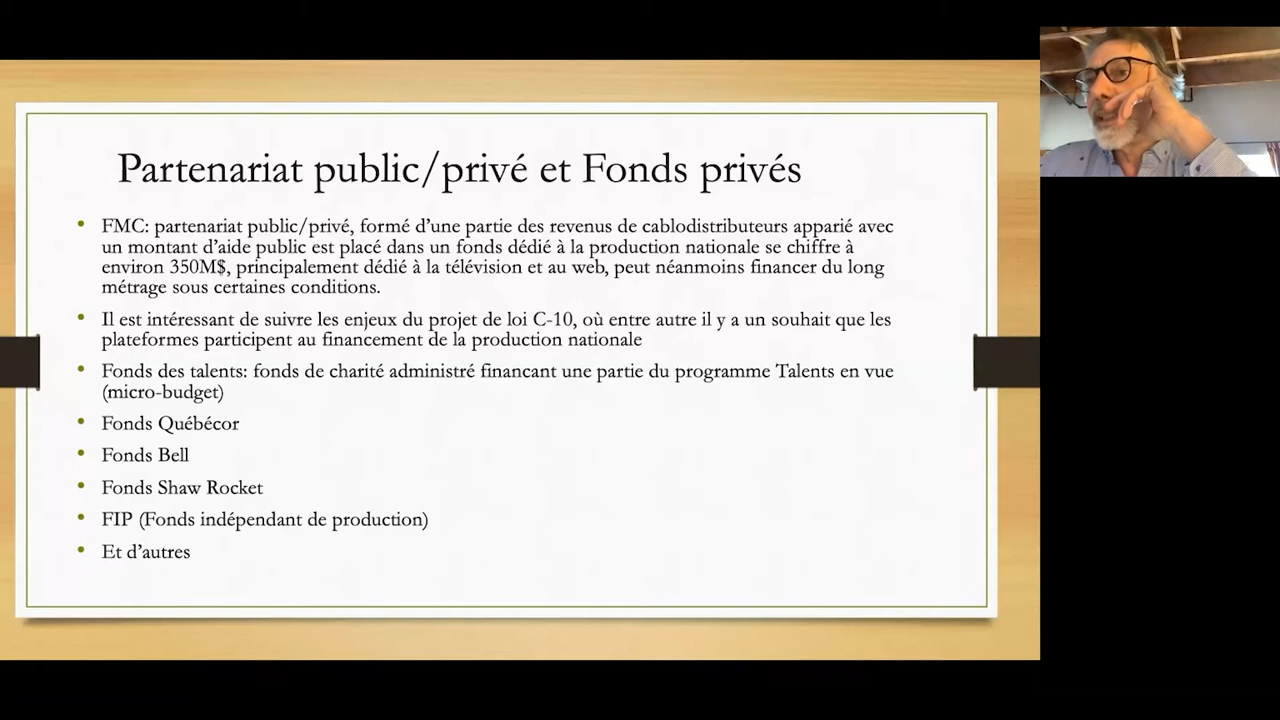 Partenariat public/privé et Fonds privés
FMC: partenariat public/privé, formé d'une partie des revenus de cablodistributeurs apparié avec
un montant d'aide public est placé dans un fonds dédié à la production nationale se chiffre à
environ 350M$, principalement dédié à la télévision et au web, peut néanmoins financer du long
métrage sous certaines conditions.
Il est intéressant de suivre les enjeux du projet de loi C-10, où entre autre il y a un souhait que les
plateformes participent au financement de la production nationale
Fonds des talents: fonds de charité administré financant une partie du programme Talents en vue
(micro-budget)
Fonds Québécor
Fonds Bell
Fonds Shaw Rocket
FIP (Fonds indépendant de production)
Et d'autres